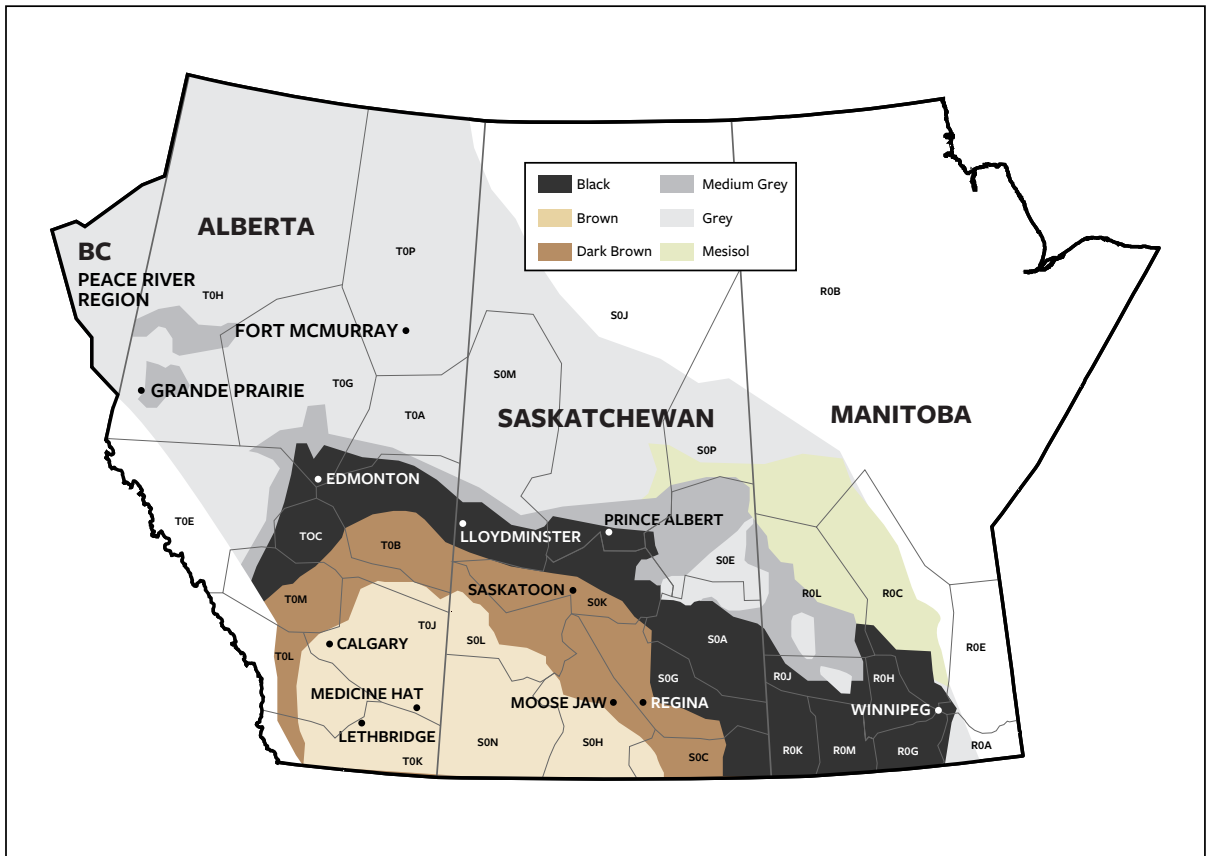 Black
Medium Grey
Brown
Grey
Dark Brown
Mesisol
ALBERTA
BC
PEACE RIVER
REGION
T0P
T0H
R0B
S0J
FORT MCMURRAY
S0M
T0G
GRANDE PRAIRIE
T0A
SASKATCHEWAN
MANITOBA
S0P
EDMONTON
T0E
PRINCE ALBERT
TOC
LLOYDMINSTER
T0B
S0E
SASKATOON
T0M
S0K
R0L
R0C
T0J
S0L
S0A
CALGARY
T0L
R0E
S0G
R0J
R0H
MEDICINE HAT
MOOSE JAW
REGINA
WINNIPEG
LETHBRIDGE
S0N
S0H
R0K
R0M
R0G
R0A
T0K
S0C